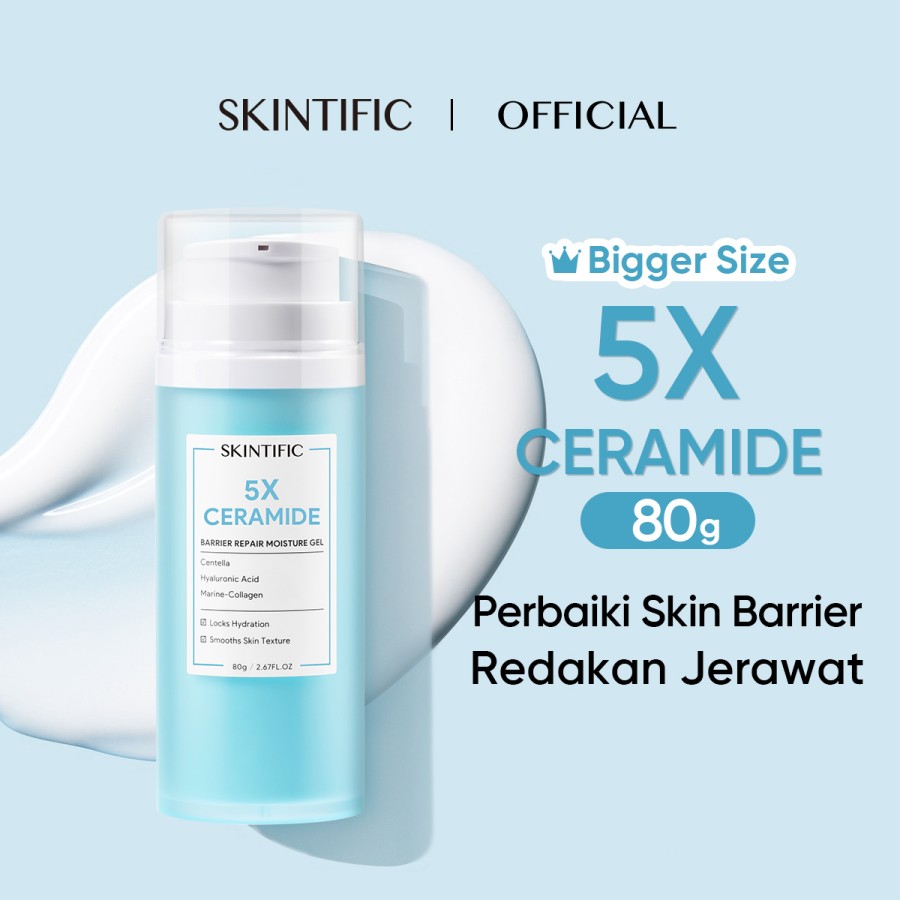 SKINTIFIC | OFFICIAL
Bigger Size
5X
CERAMIDE
80g
Perbaiki Skin Barrier
Redakan Jerawat
SKINTIFIC
5X
CERAMIDE
BARRIER REPAIR MOISTURE GEL
Centella
Hyaluronic Acid
Marine-Collagen
☑ Locks Hydration
☑ Smooths Skin Texture
80g / 2.67FL.OZ